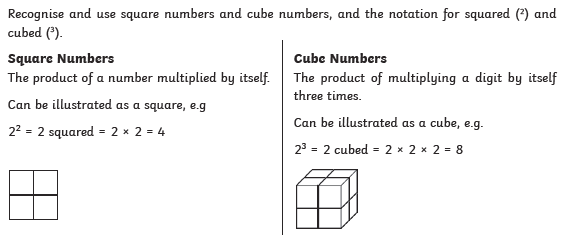 Recognise and use square numbers and cube numbers, and the notation for squared (²) and
cubed (³).
Square Numbers
The product of a number multiplied by itself.
Can be illustrated as a square, e.g
2² = 2 squared = 2 × 2 = 4
Cube Numbers
The product of multiplying a digit by itself
three times.
Can be illustrated as a cube, e.g.
2³ = 2 cubed = 2 × 2 × 2 = 8